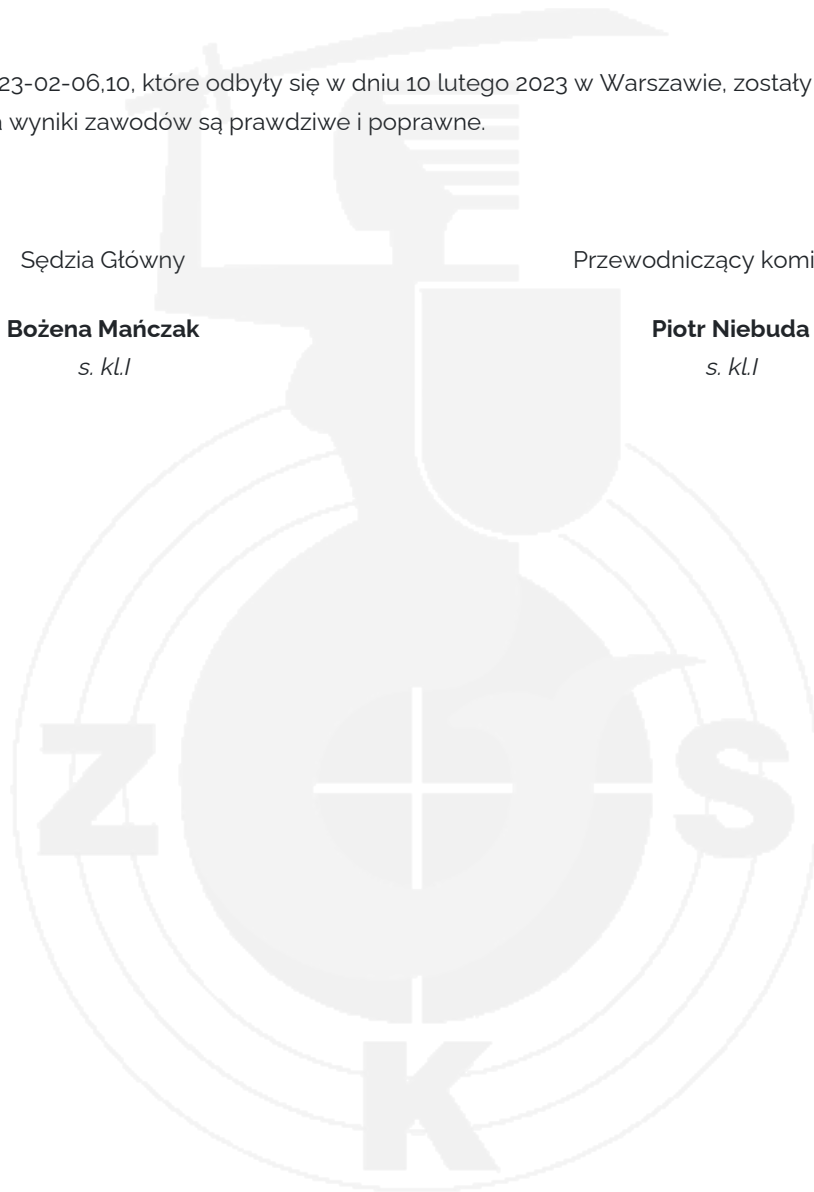 23-02-06,10, które odbyły się w dniu 10 lutego 2023 w Warszawie, zostały
wyniki zawodów są prawdziwe i poprawne.
Sędzia Główny
Przewodniczący komi
Bożena Mańczak
Piotr Niebuda
s. kl.I
s. kl.I
Z S
K